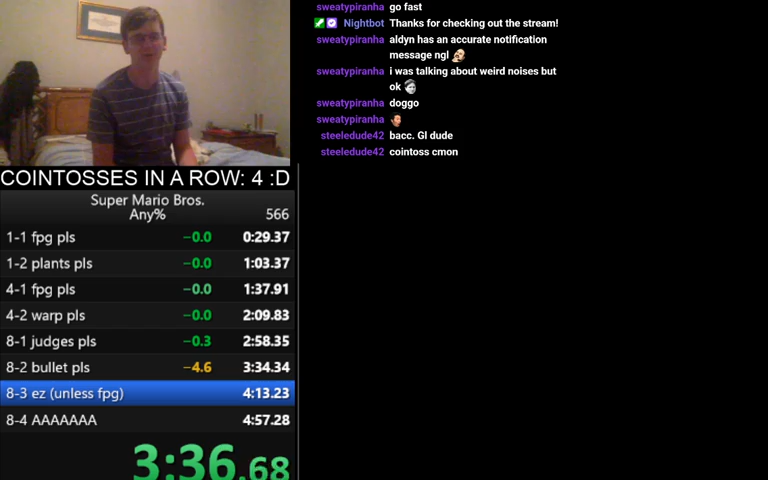 sweatypiranha go fast
Nightbot Thanks for checking out the stream!
sweatypiranha aldyn has an accurate notification
message ngl
sweatypiranha i was talking about weird noises but
ok
sweatypiranha doggo
sweatypiranha
steeledude42 bacc. Gl dude
steeledude42 cointoss cmon
COINTOSSES IN A ROW: 4 :D
Super Mario Bros.
Any% 566
1-1 fpg pls −0.0 0:29.37
1-2 plants pls −0.0 1:03.37
4-1 fpg pls −0.0 1:37.91
4-2 warp pls −0.0 2:09.83
8-1 judges pls −0.3 2:58.35
8-2 bullet pls −4.6 3:34.34
8-3 ez (unless fpg) 4:13.23
8-4 AAAAAAA 4:57.28
3:36.68